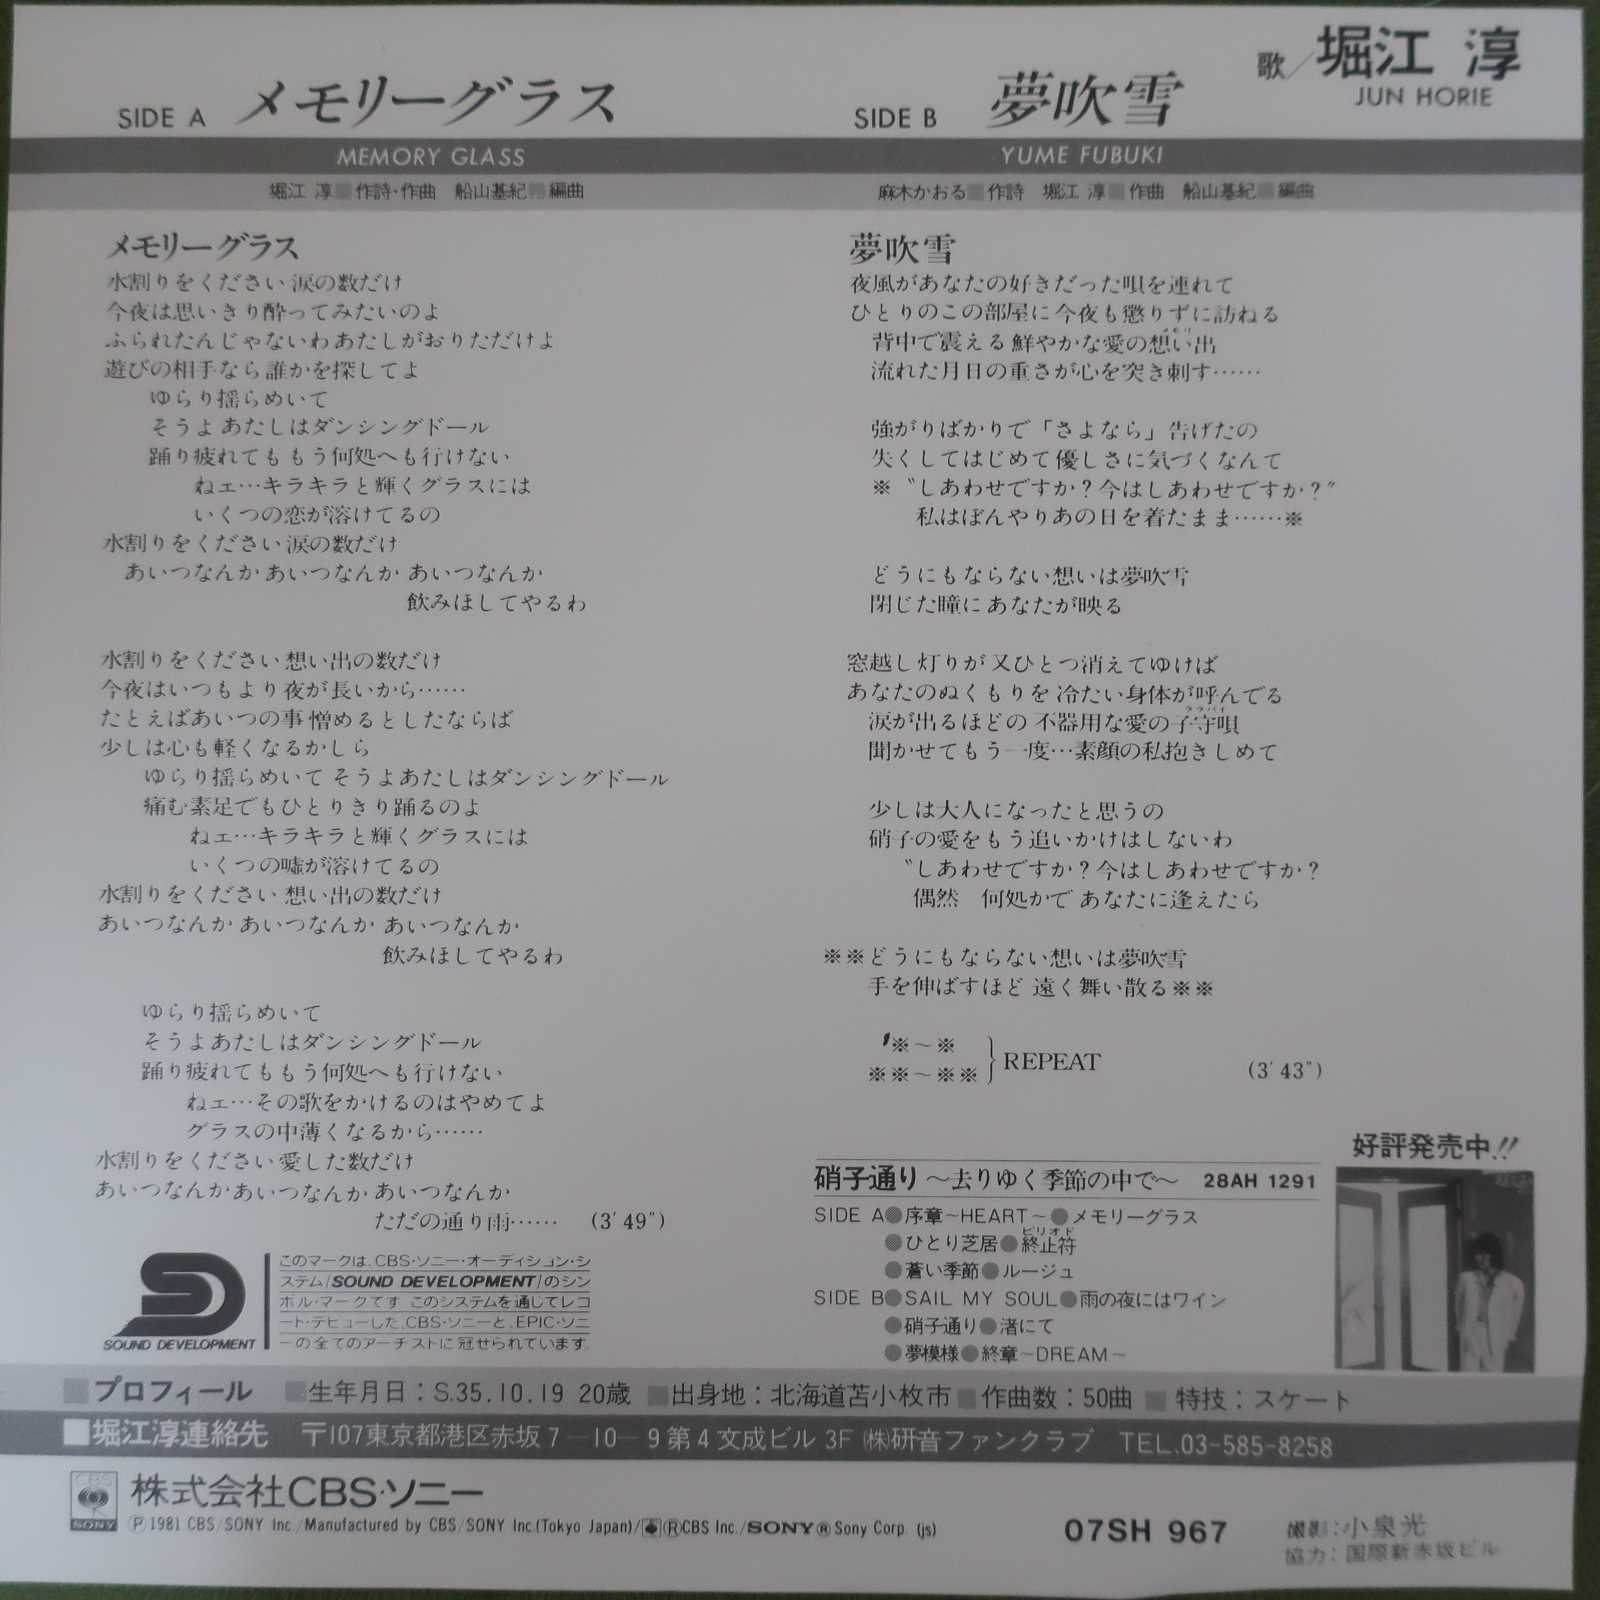 歌／堀江 淳
JUN HORIE
SIDE A メモリーグラス
MEMORY GLASS
堀江 淳■作詩・作曲 船山基紀■編曲
SIDE B 夢吹雪
YUME FUBUKI
麻木かおる■作詩 堀江 淳■作曲 船山基紀■編曲
メモリーグラス
水割りをください 涙の数だけ
今夜は思いきり酔ってみたいのよ
ふられたんじゃないわ あたしがおりただけよ
遊びの相手なら 誰かを探してよ
ゆらり揺らめいて
そうよ あたしはダンシングドール
踊り疲れても もう何処へも行けない
ねェ…キラキラと輝くグラスには
いくつの恋が溶けてるの
水割りをください 涙の数だけ
あいつなんか あいつなんか あいつなんか
飲みほしてやるわ
水割りをください 想い出の数だけ
今夜はいつもより 夜が長いから……
たとえばあいつの事 憎めるとしたならば
少しは心も 軽くなるかしら
ゆらり揺らめいて そうよあたしはダンシングドール
痛む素足でもひとりきり踊るのよ
ねェ…キラキラと輝くグラスには
いくつの嘘が溶けてるの
水割りをください 想い出の数だけ
あいつなんか あいつなんか あいつなんか
飲みほしてやるわ
ゆらり揺らめいて
そうよあたしはダンシングドール
踊り疲れてももう何処へも行けない
ねェ…その歌をかけるのはやめてよ
グラスの中薄くなるから……
水割りをください 愛した数だけ
あいつなんかあいつなんか あいつなんか
ただの通り雨…… (3′49″)
夢吹雪
夜風があなたの好きだった唄を連れて
ひとりのこの部屋に今夜も懲りずに訪ねる
背中で震える 鮮やかな愛の想い出
流れた月日の重さが心を突き刺す……
強がりばかりで「さよなら」告げたの
失くしてはじめて優しさに気づくなんて
※〝しあわせですか？今はしあわせですか？〟
私はぼんやりあの日を着たまま……※
どうにもならない想いは夢吹雪
閉じた瞳に あなたが映る
窓越し灯りが 又ひとつ消えてゆけば
あなたのぬくもりを 冷たい身体が呼んでる
涙が出るほどの 不器用な愛の子守唄
ララバイ
聞かせてもう一度…素顔の私抱きしめて
少しは大人になったと思うの
硝子の愛をもう追いかけはしないわ
〝しあわせですか？今はしあわせですか？
偶然 何処かで あなたに逢えたら
※※どうにもならない想いは夢吹雪
手を伸ばすほど 遠く舞い散る※※
※～※
※※～※※ } REPEAT (3′43″)
好評発売中!!
硝子通り ～去りゆく季節の中で～ 28AH 1291
SIDE A●序章～HEART～●メモリーグラス
●ひとり芝居●終止符
ピリオド
●蒼い季節●ルージュ
SIDE B●SAIL MY SOUL●雨の夜にはワイン
●硝子通り●渚にて
●夢模様●終章～DREAM～
SD
SOUND DEVELOPMENT
このマークは、CBS・ソニー・オーディション・シ
ステム(SOUND DEVELOPMENT)のシン
ボル・マークです このシステムを通じてレコ
ート・デビューした、CBS・ソニーと、EPIC・ソニ
ーの全てのアーチストに冠せられています。
■プロフィール ■生年月日：S.35.10.19 20歳 ■出身地：北海道苫小枚市■作曲数：50曲 ■特技：スケート
■堀江淳連絡先 〒107東京都港区赤坂7－10－9第4文成ビル 3F ㈱研音ファンクラブ TEL.03-585-8258
CBS
SONY
株式会社CBS・ソニー
Ⓟ1981 CBS/SONY Inc./Manufactured by CBS/SONY Inc.(Tokyo Japan)/ⓇCBS Inc./SONY®Sony Corp. (js)
07SH 967
撮影：小泉光
協力：国際新赤坂ビル